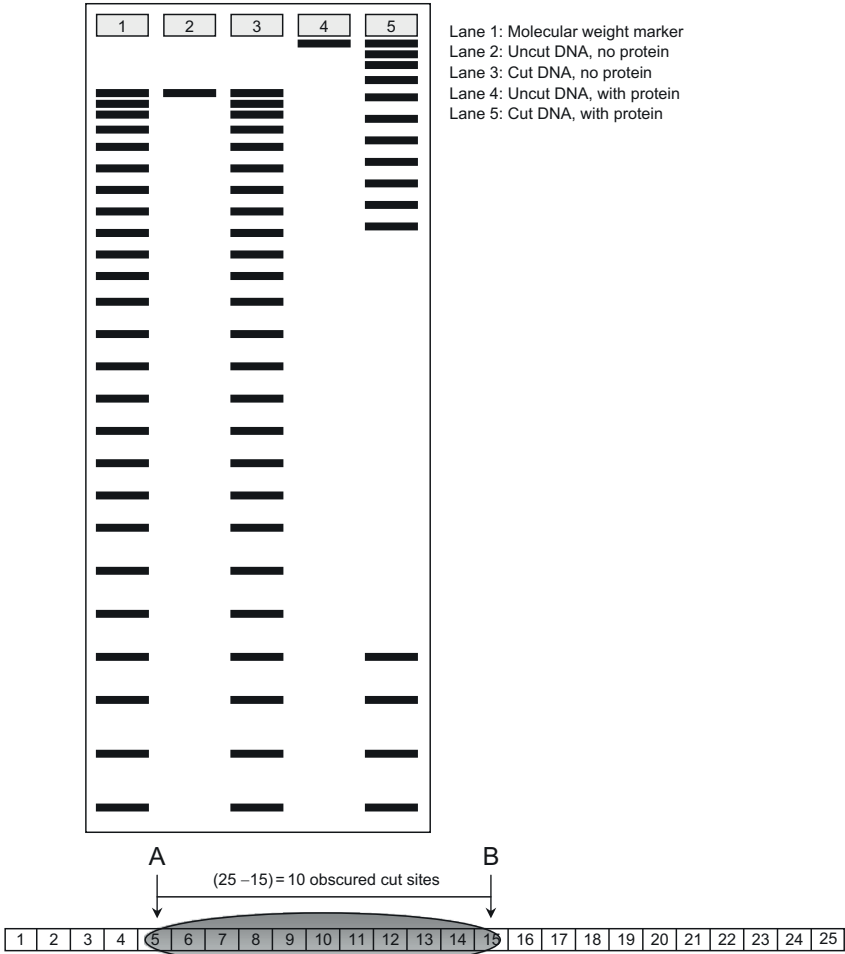 1 2 3 4 5
Lane 1: Molecular weight marker
Lane 2: Uncut DNA, no protein
Lane 3: Cut DNA, no protein
Lane 4: Uncut DNA, with protein
Lane 5: Cut DNA, with protein
A B
(25 –15) = 10 obscured cut sites
1 2 3 4 5 6 7 8 9 10 11 12 13 14 15 16 17 18 19 20 21 22 23 24 25